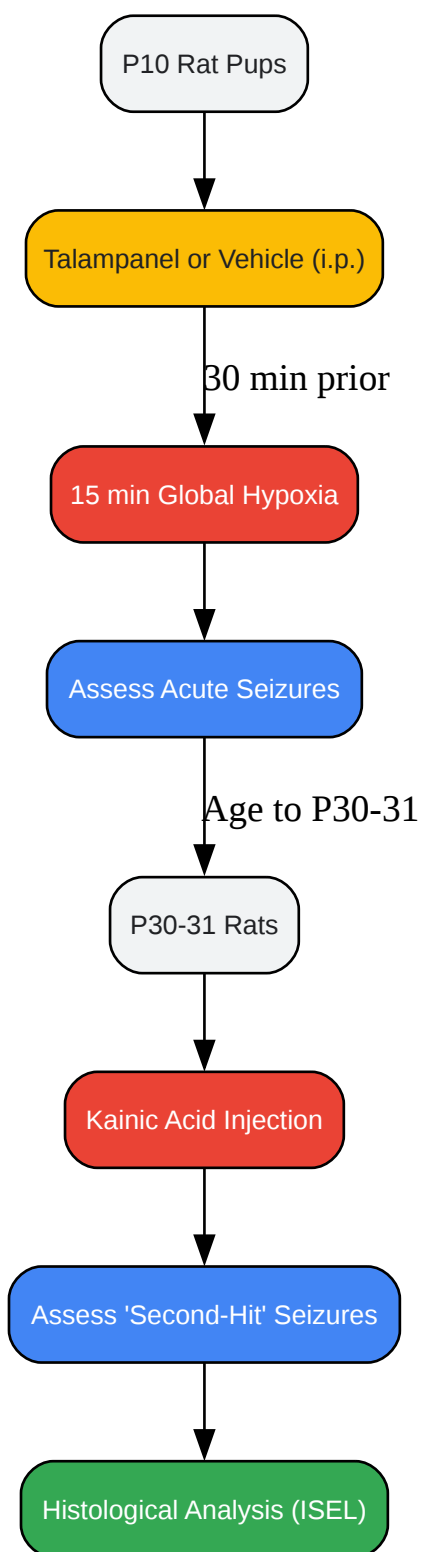 P10 Rat Pups
Talampanel or Vehicle (i.p.)
30 min prior
15 min Global Hypoxia
Assess Acute Seizures
Age to P30-31
P30-31 Rats
Kainic Acid Injection
Assess 'Second-Hit' Seizures
Histological Analysis (ISEL)